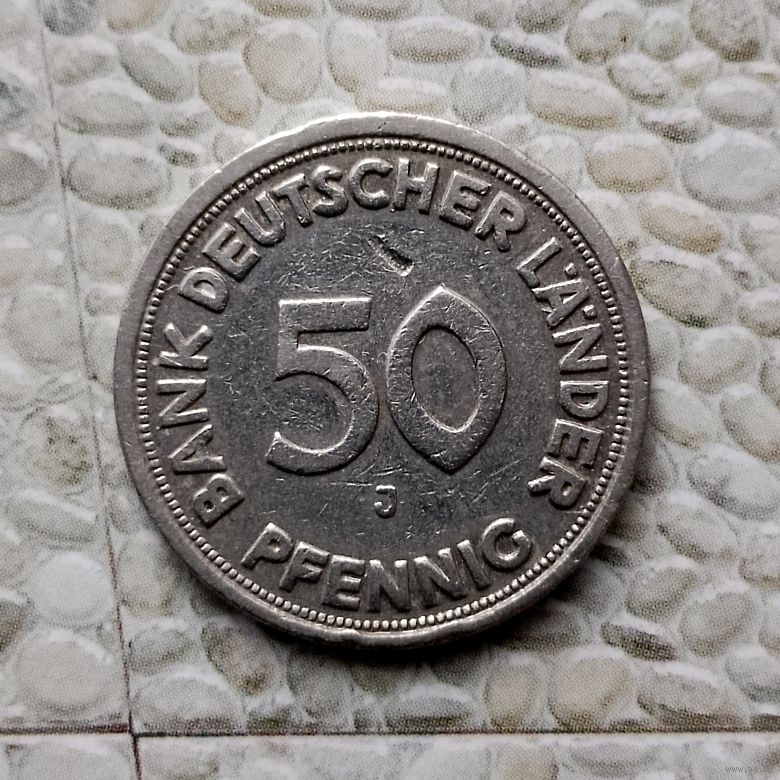 BANK DEUTSCHER LÄNDER
50
J
PFENNIG